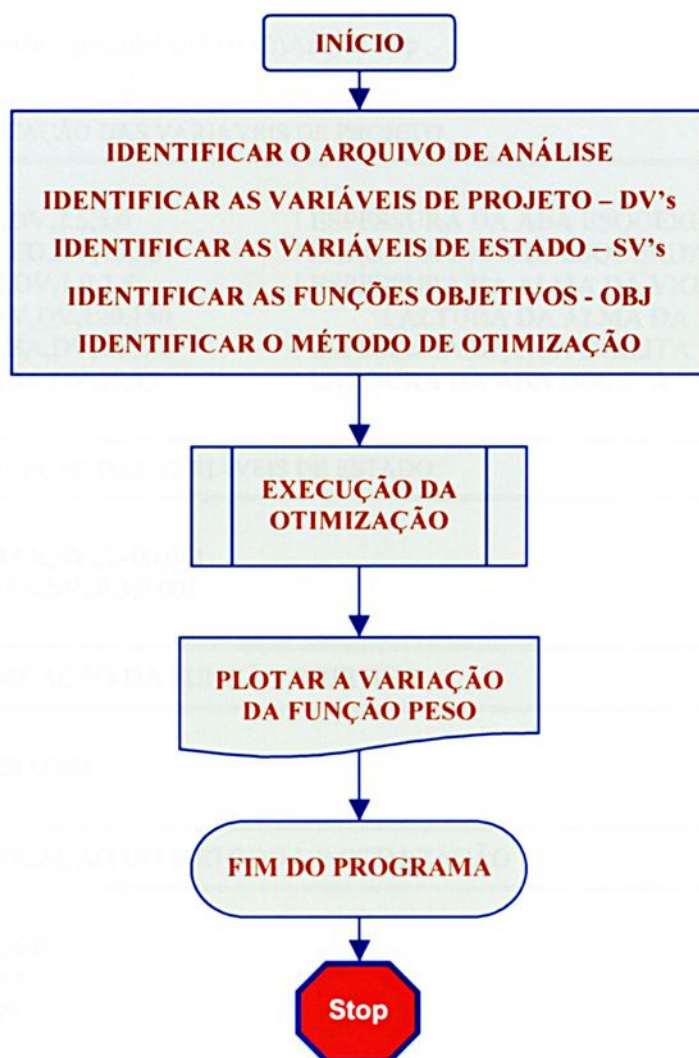 INÍCIO
IDENTIFICAR O ARQUIVO DE ANÁLISE
IDENTIFICAR AS VARIÁVEIS DE PROJETO – DV's
IDENTIFICAR AS VARIÁVEIS DE ESTADO – SV's
IDENTIFICAR AS FUNÇÕES OBJETIVOS - OBJ
IDENTIFICAR O MÉTODO DE OTIMIZAÇÃO
EXECUÇÃO DA
OTIMIZAÇÃO
PLOTAR A VARIAÇÃO
DA FUNÇÃO PESO
FIM DO PROGRAMA
Stop